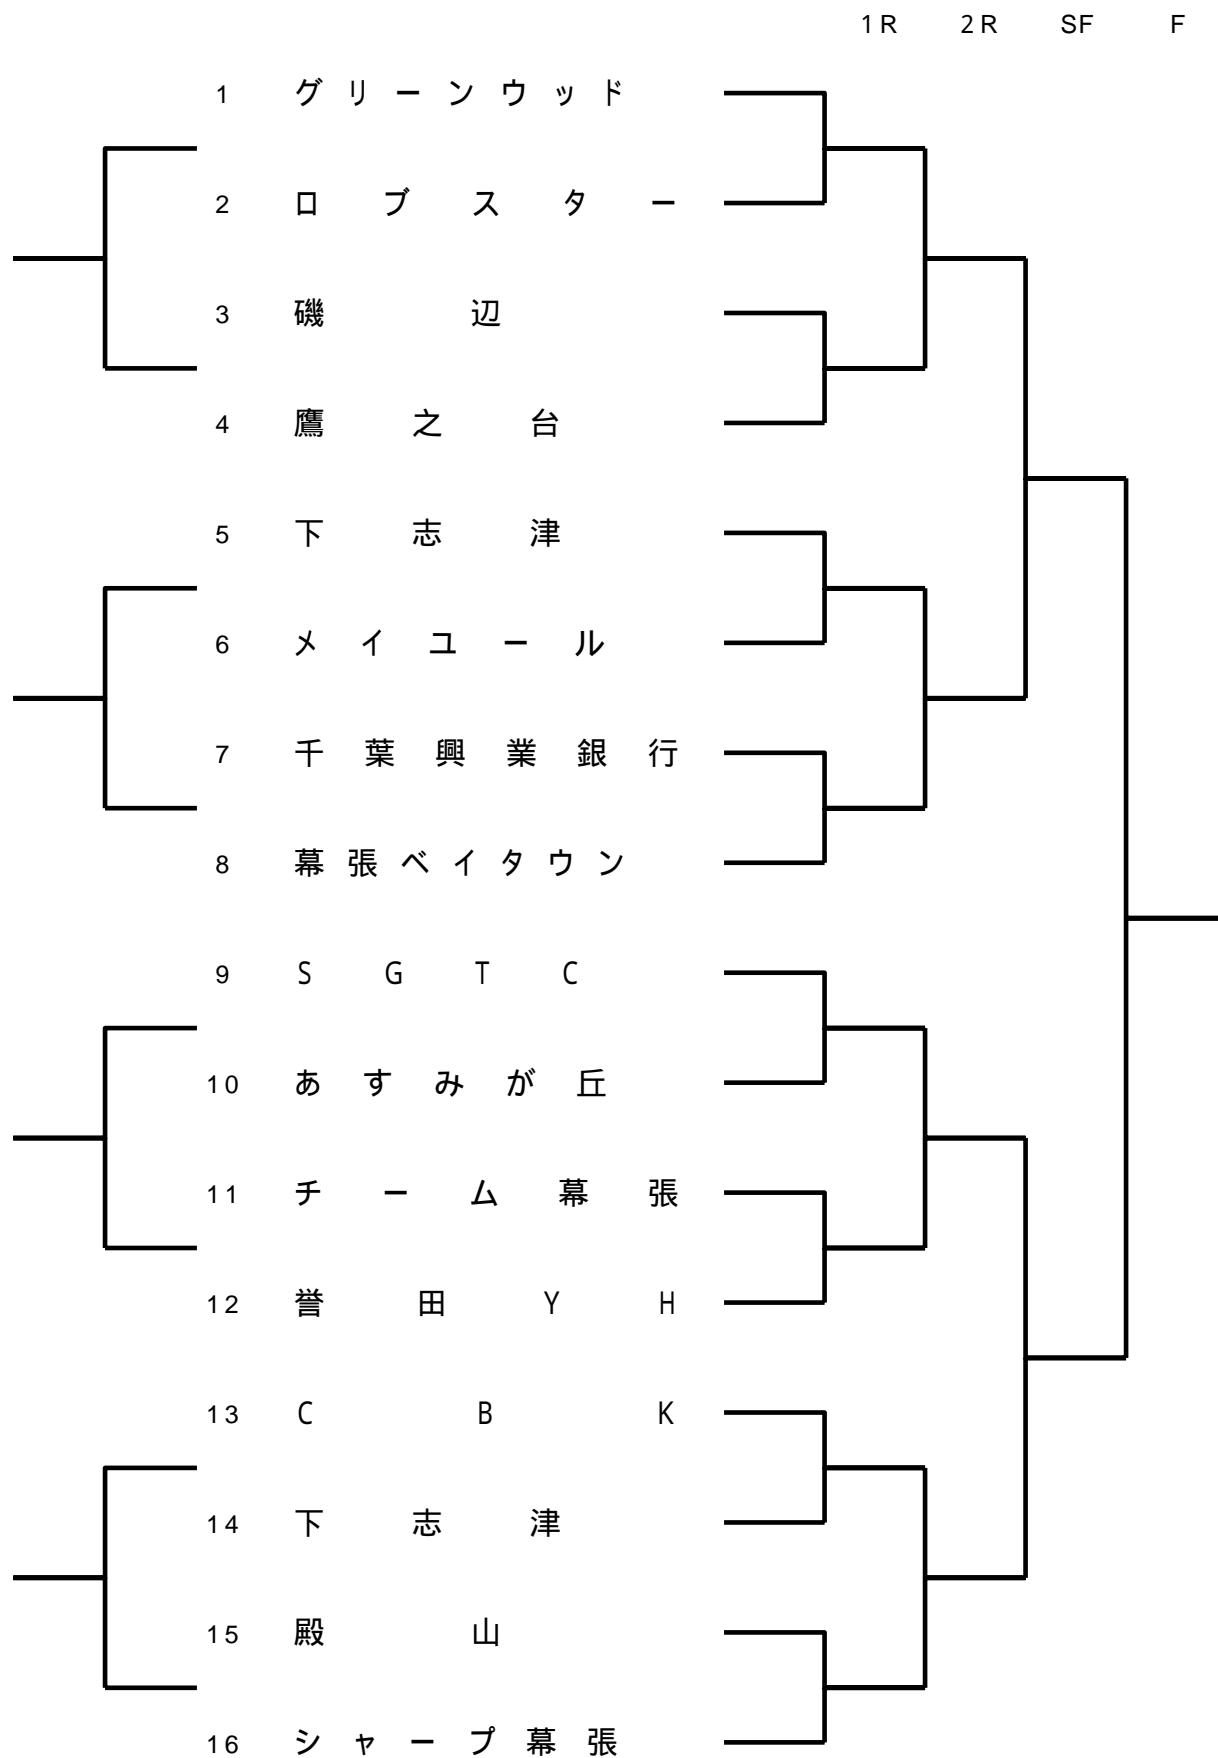 1R 2R SF F
1 グリーンウッド
2 ロブスター
3 磯辺
4 鷹之台
5 下志津
6 メイユール
7 千葉興業銀行
8 幕張ベイタウン
9 SGTC
10 あすみが丘
11 チーム幕張
12 誉田YH
13 CBK
14 下志津
15 殿山
16 シャープ幕張